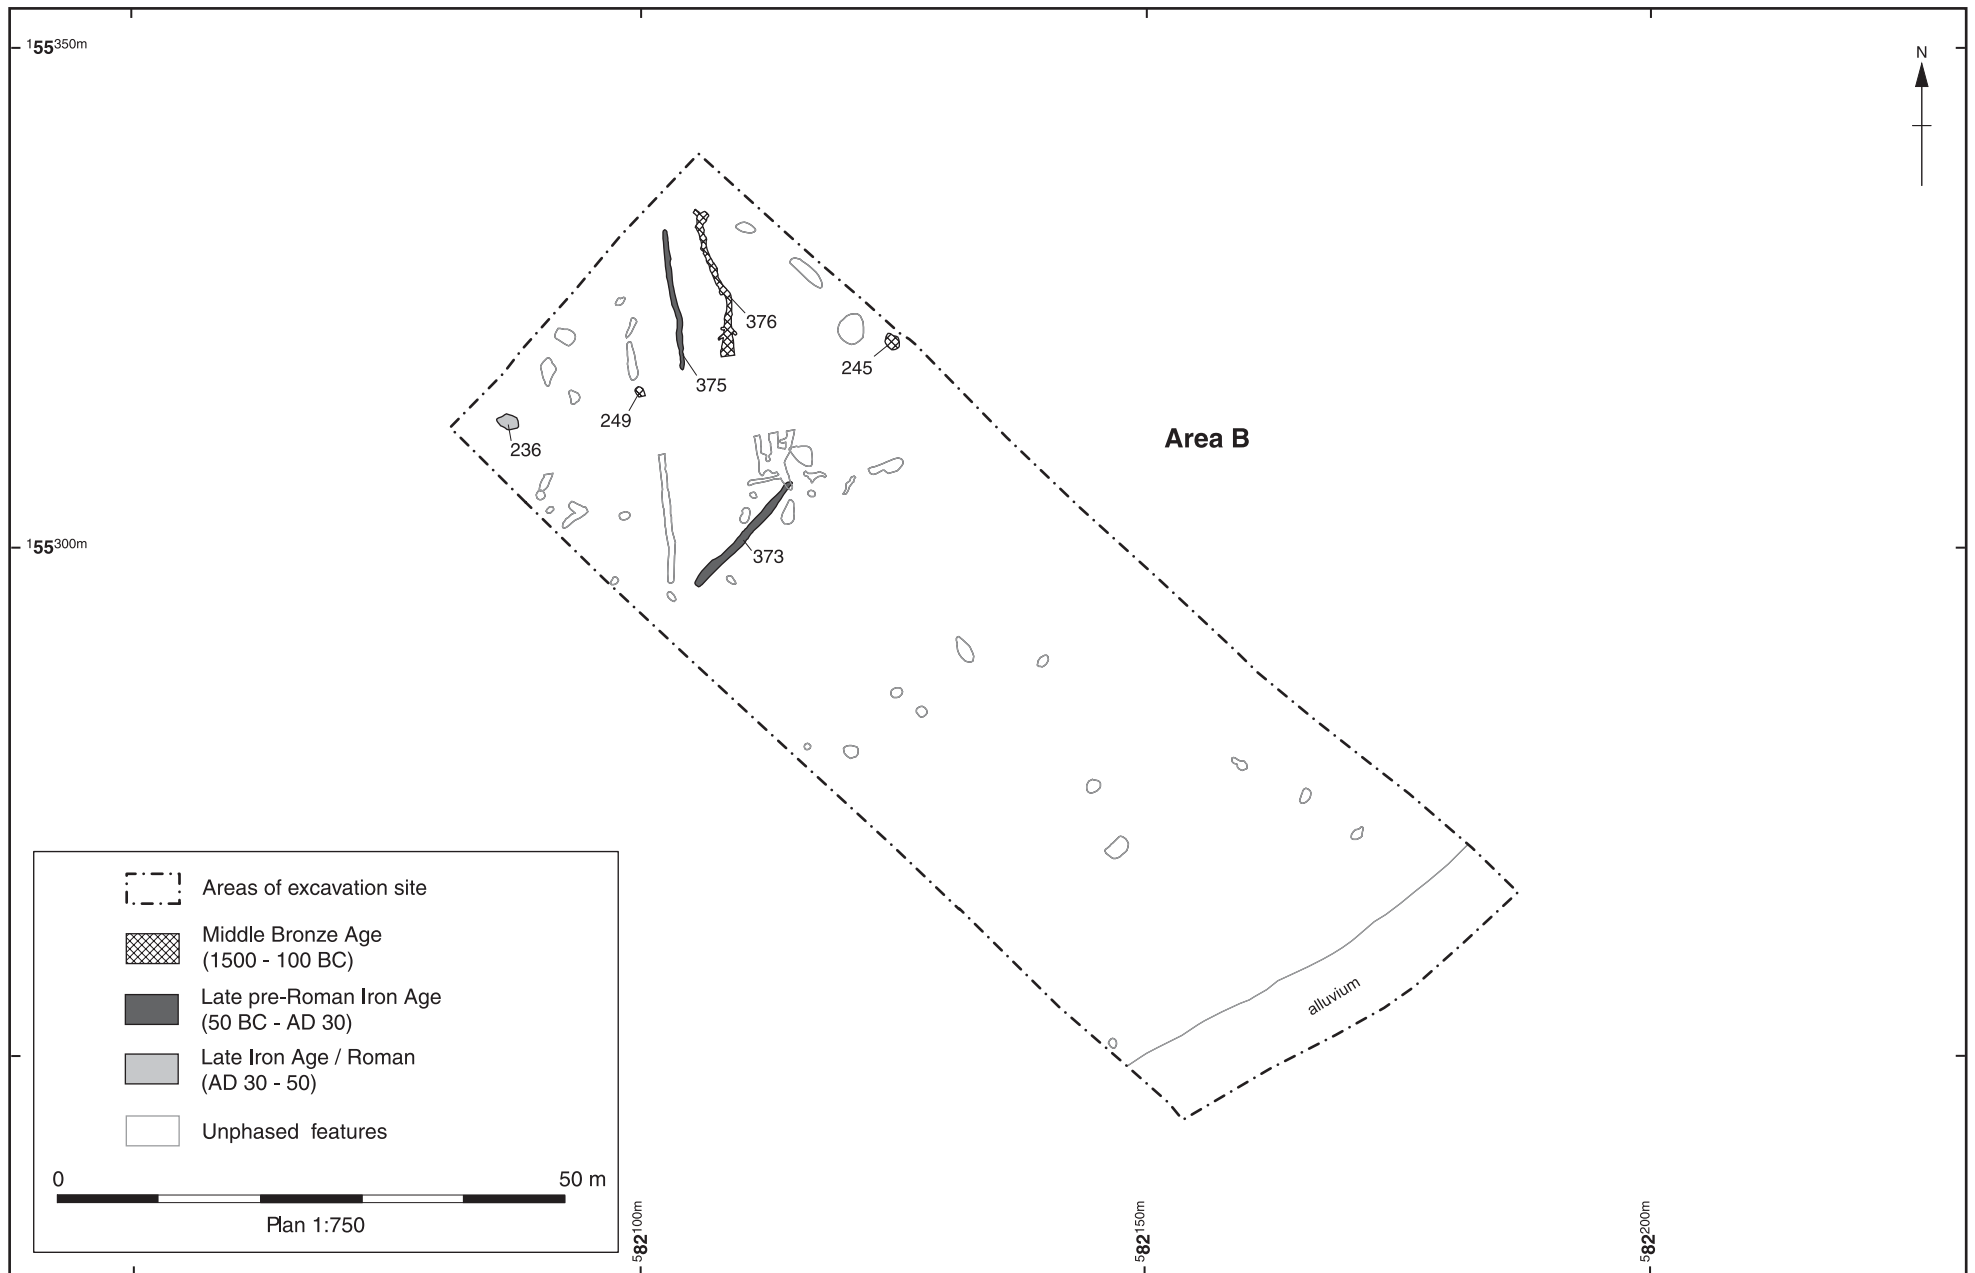 155350m
N
376
245
375
249
Area B
236
155300m
373
Areas of excavation site
Middle Bronze Age
(1500 - 100 BC)
Late pre-Roman Iron Age
(50 BC - AD 30)
alluvium
Late Iron Age / Roman
(AD 30 - 50)
Unphased features
0 50 m
Plan 1:750
582100m
582150m
582200m